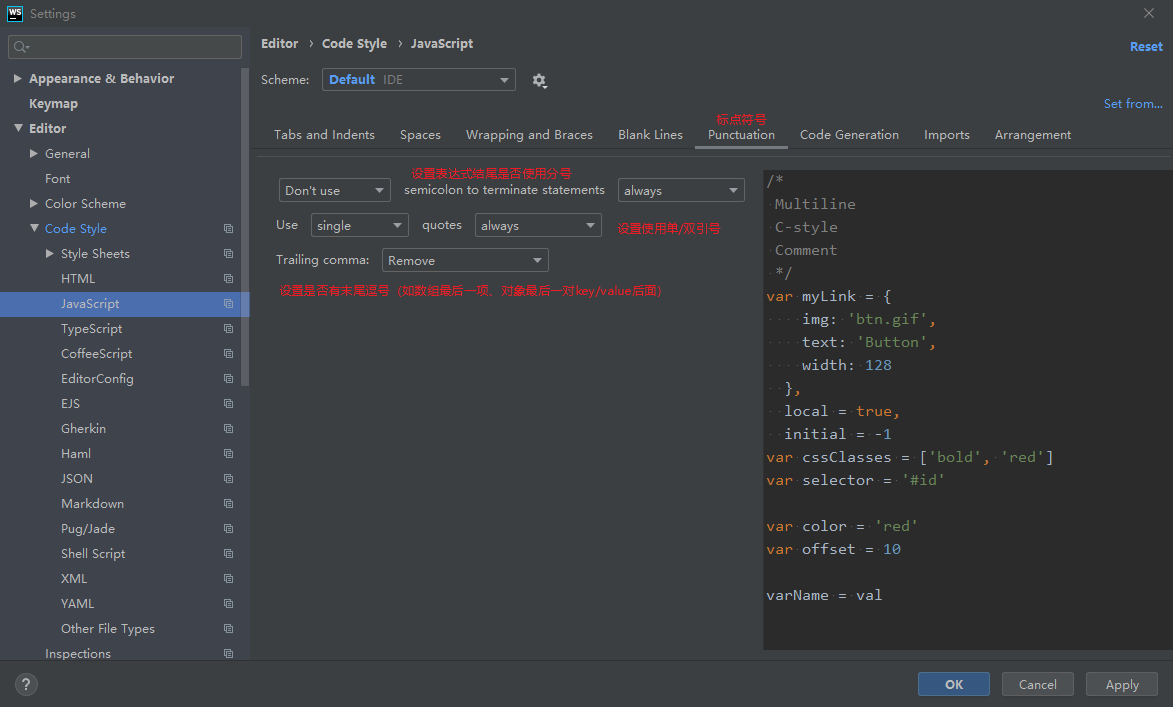 WS Settings
Editor › Code Style › JavaScript
Reset
Scheme: Default IDE
Set from...
标点符号
Tabs and Indents Spaces Wrapping and Braces Blank Lines Punctuation Code Generation Imports Arrangement
Appearance & Behavior
Keymap
Editor
General
Font
Color Scheme
Code Style
Style Sheets
HTML
JavaScript
TypeScript
CoffeeScript
EditorConfig
EJS
Gherkin
Haml
JSON
Markdown
Pug/Jade
Shell Script
XML
YAML
Other File Types
Inspections
设置表达式结尾是否使用分号
Don't use semicolon to terminate statements always
Use single quotes always 设置使用单/双引号
Trailing comma: Remove
设置是否有末尾逗号（如数组最后一项、对象最后一对key/value后面）
/*
Multiline
C-style
Comment
*/
var myLink = {
img: 'btn.gif',
text: 'Button',
width: 128
},
local = true,
initial = -1
var cssClasses = ['bold', 'red']
var selector = '#id'
var color = 'red'
var offset = 10
varName = val
? OK Cancel Apply